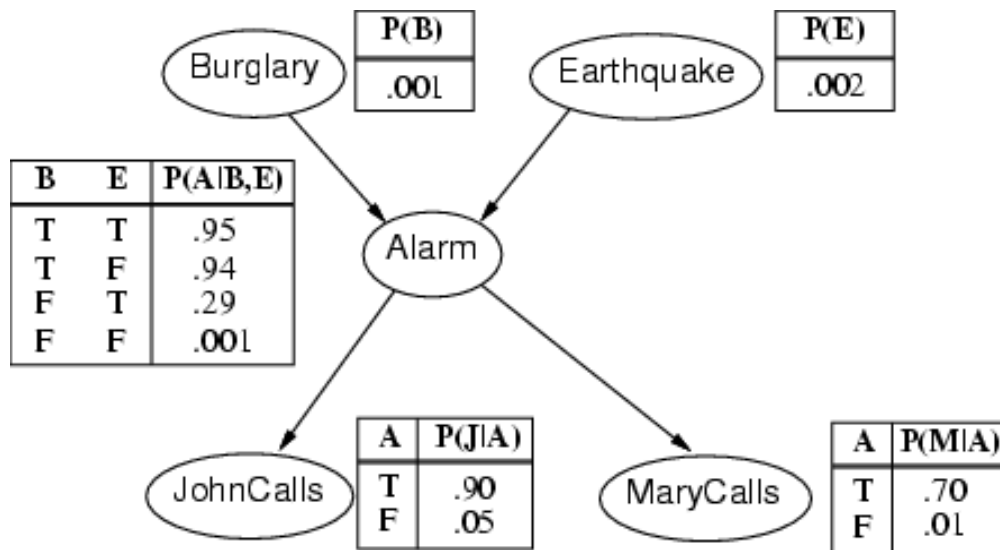 Burglary
P(B)
.001
Earthquake
P(E)
.002
B E P(A|B,E)
T T .95
T F .94
F T .29
F F .001
Alarm
JohnCalls
A P(J|A)
T .90
F .05
MaryCalls
A P(M|A)
T .70
F .01